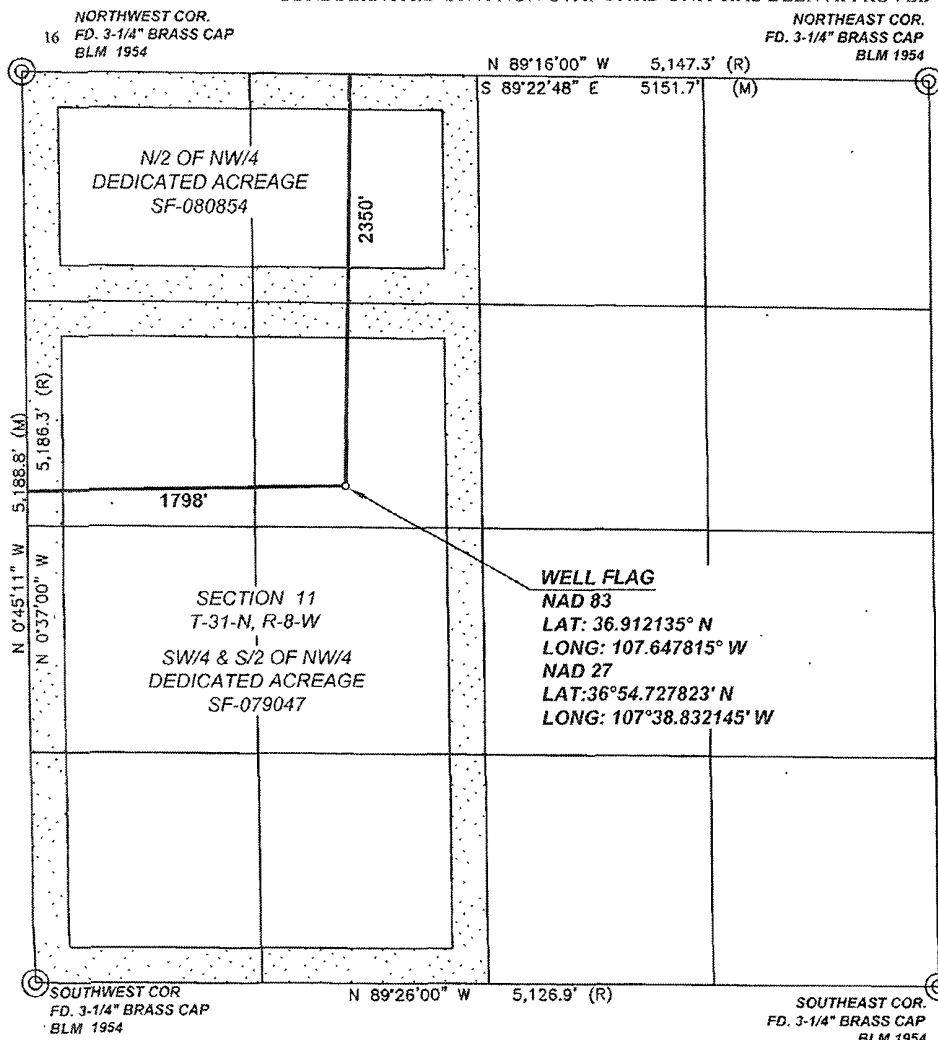 NORTHWEST COR.
16 FD. 3-1/4" BRASS CAP
BLM 1954
NORTHEAST COR.
FD. 3-1/4" BRASS CAP
BLM 1954
N 89°16'00" W 5,147.3' (R)
S 89°22'48" E 5151.7' (M)
N/2 OF NW/4
DEDICATED ACREAGE
SF-080854
2350'
N 0°45'11" W 5,188.8' (M)
N 0°37'00" W 5,186.3' (R)
1798'
WELL FLAG
NAD 83
LAT: 36.912135° N
LONG: 107.647815° W
NAD 27
LAT:36°54.727823' N
LONG: 107°38.832145' W
SECTION 11
T-31-N, R-8-W
SW/4 & S/2 OF NW/4
DEDICATED ACREAGE
SF-079047
SOUTHWEST COR
FD. 3-1/4" BRASS CAP
BLM 1954
N 89°26'00" W 5,126.9' (R)
SOUTHEAST COR.
FD. 3-1/4" BRASS CAP
BLM 1954